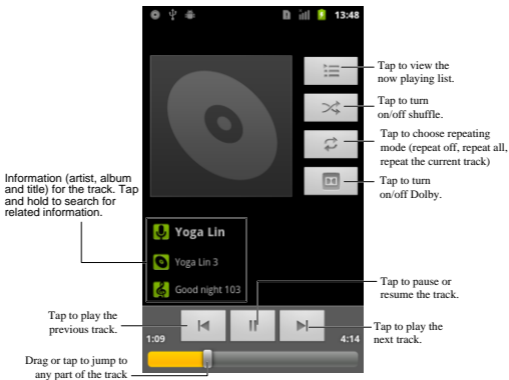 13:48
Tap to view the
now playing list.
Tap to turn
on/off shuffle.
Tap to choose repeating
mode (repeat off, repeat all,
repeat the current track)
Tap to turn
on/off Dolby.
Information (artist, album
and title) for the track. Tap
and hold to search for
related information.
Yoga Lin
Yoga Lin 3
Good night 103
Tap to pause or
resume the track.
Tap to play the
previous track.
1:09
4:14
Tap to play the
next track.
Drag or tap to jump to
any part of the track